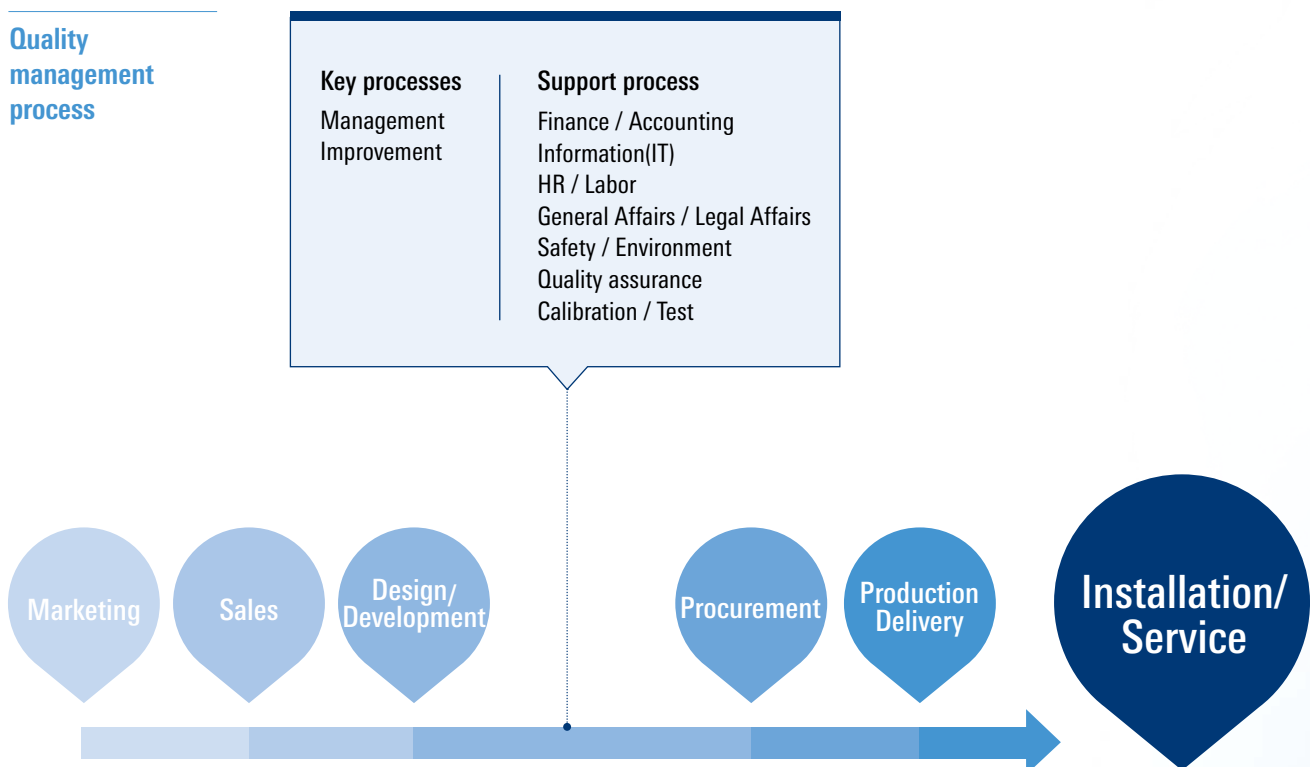 Quality
management
process
Key processes
Management
Improvement
Support process
Finance / Accounting
Information(IT)
HR / Labor
General Affairs / Legal Affairs
Safety / Environment
Quality assurance
Calibration / Test
Marketing
Sales
Design/
Development
Procurement
Production
Delivery
Installation/
Service